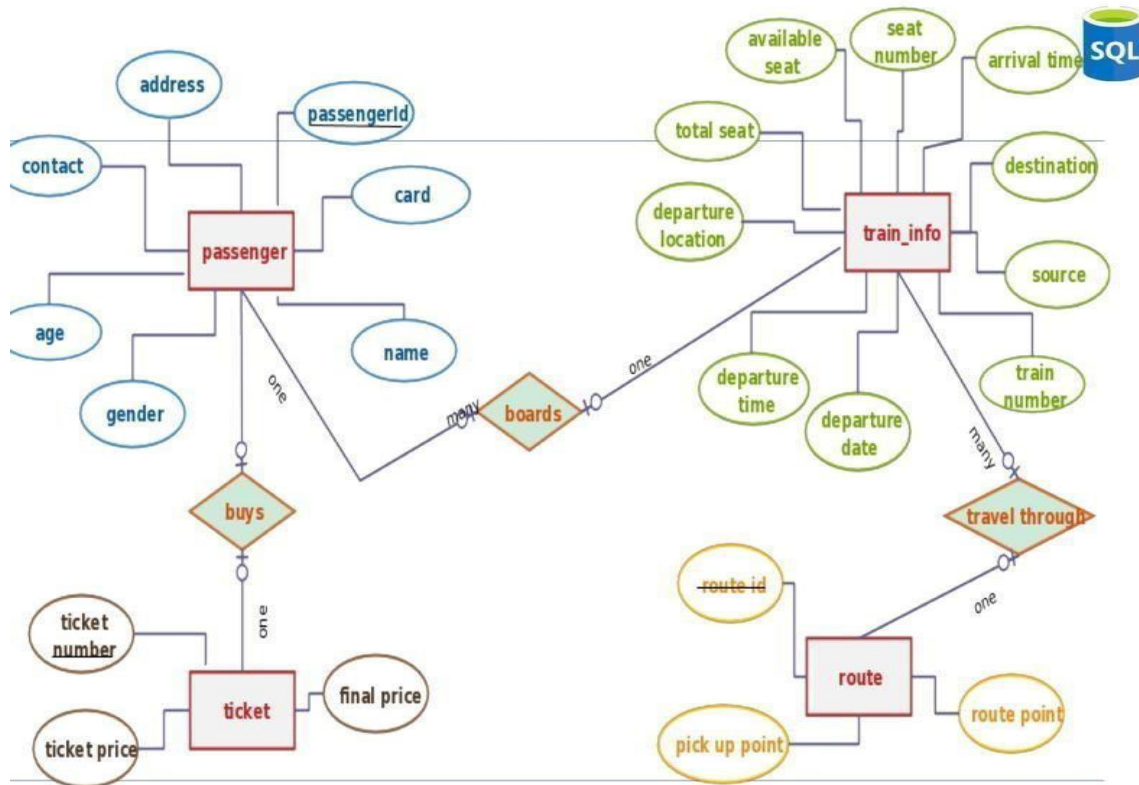 available
seat
seat
number
arrival time
SQL
address
passengerId
total seat
contact
card
destination
departure
location
passenger
train_info
source
age
name
one
one
departure
time
train
number
gender
many
boards
departure
date
many
buys
travel through
route id
one
one
ticket
number
route
ticket
final price
route point
ticket price
pick up point